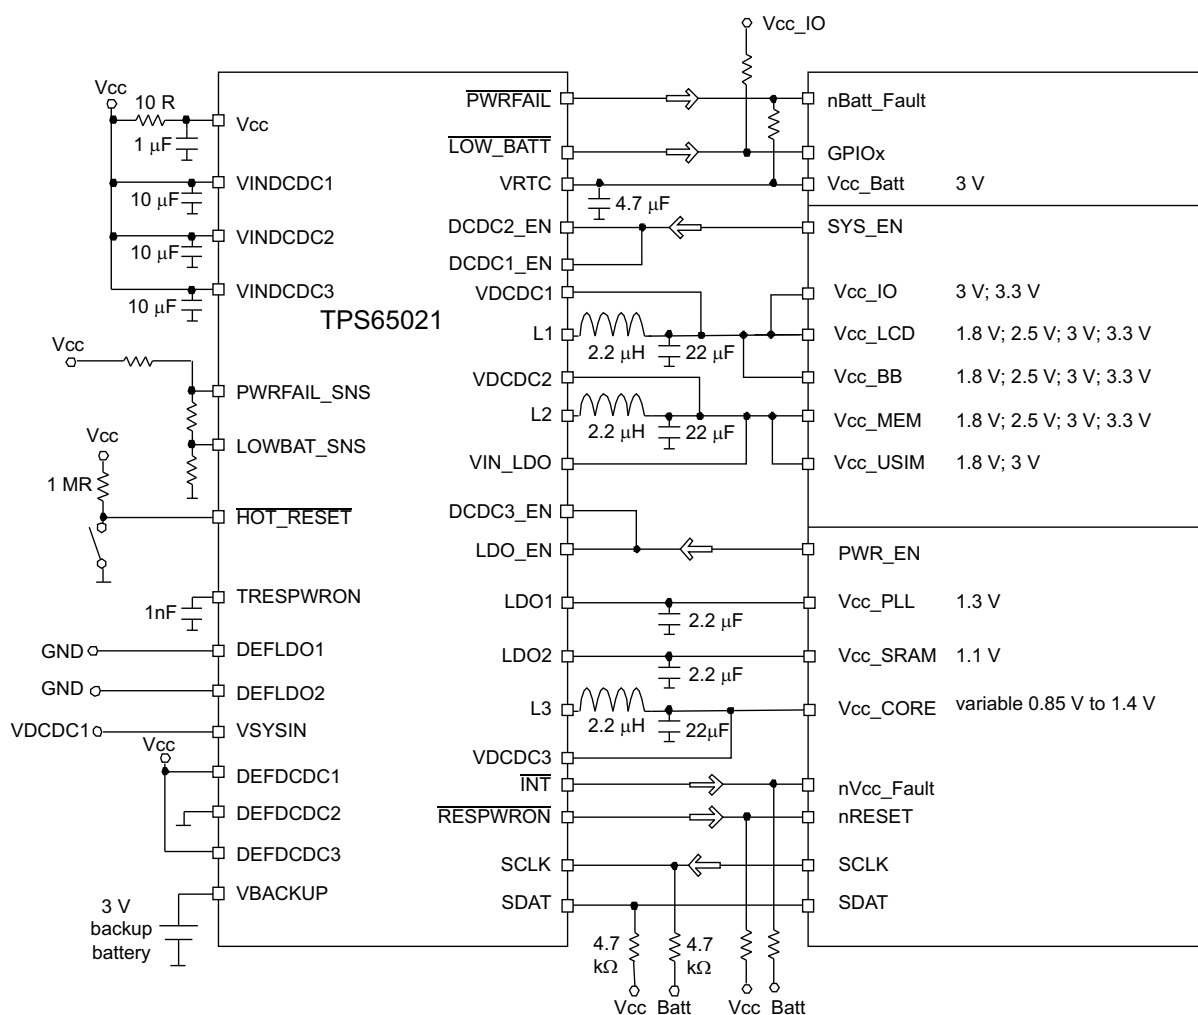 Vcc_IO
Vcc
10 R
Vcc
1 µF
VINDCDC1
10 µF
VINDCDC2
10 µF
VINDCDC3
10 µF
TPS65021
Vcc
PWRFAIL_SNS
LOWBAT_SNS
Vcc
1 MR
HOT_RESET
TRESPWRON
1nF
GND
DEFLDO1
GND
DEFLDO2
VDCDC1
VSYSIN
Vcc
DEFDCDC1
DEFDCDC2
DEFDCDC3
VBACKUP
3 V
backup
battery
PWRFAIL
LOW_BATT
VRTC
4.7 µF
DCDC2_EN
DCDC1_EN
VDCDC1
L1
2.2 µH
22 µF
VDCDC2
L2
2.2 µH
22 µF
VIN_LDO
DCDC3_EN
LDO_EN
LDO1
2.2 µF
LDO2
2.2 µF
L3
2.2 µH
22µF
VDCDC3
INT
RESPWRON
SCLK
SDAT
4.7
kΩ
4.7
kΩ
Vcc Batt
Vcc Batt
nBatt_Fault
GPIOx
Vcc_Batt 3 V
SYS_EN
Vcc_IO 3 V; 3.3 V
Vcc_LCD 1.8 V; 2.5 V; 3 V; 3.3 V
Vcc_BB 1.8 V; 2.5 V; 3 V; 3.3 V
Vcc_MEM 1.8 V; 2.5 V; 3 V; 3.3 V
Vcc_USIM 1.8 V; 3 V
PWR_EN
Vcc_PLL 1.3 V
Vcc_SRAM 1.1 V
Vcc_CORE variable 0.85 V to 1.4 V
nVcc_Fault
nRESET
SCLK
SDAT